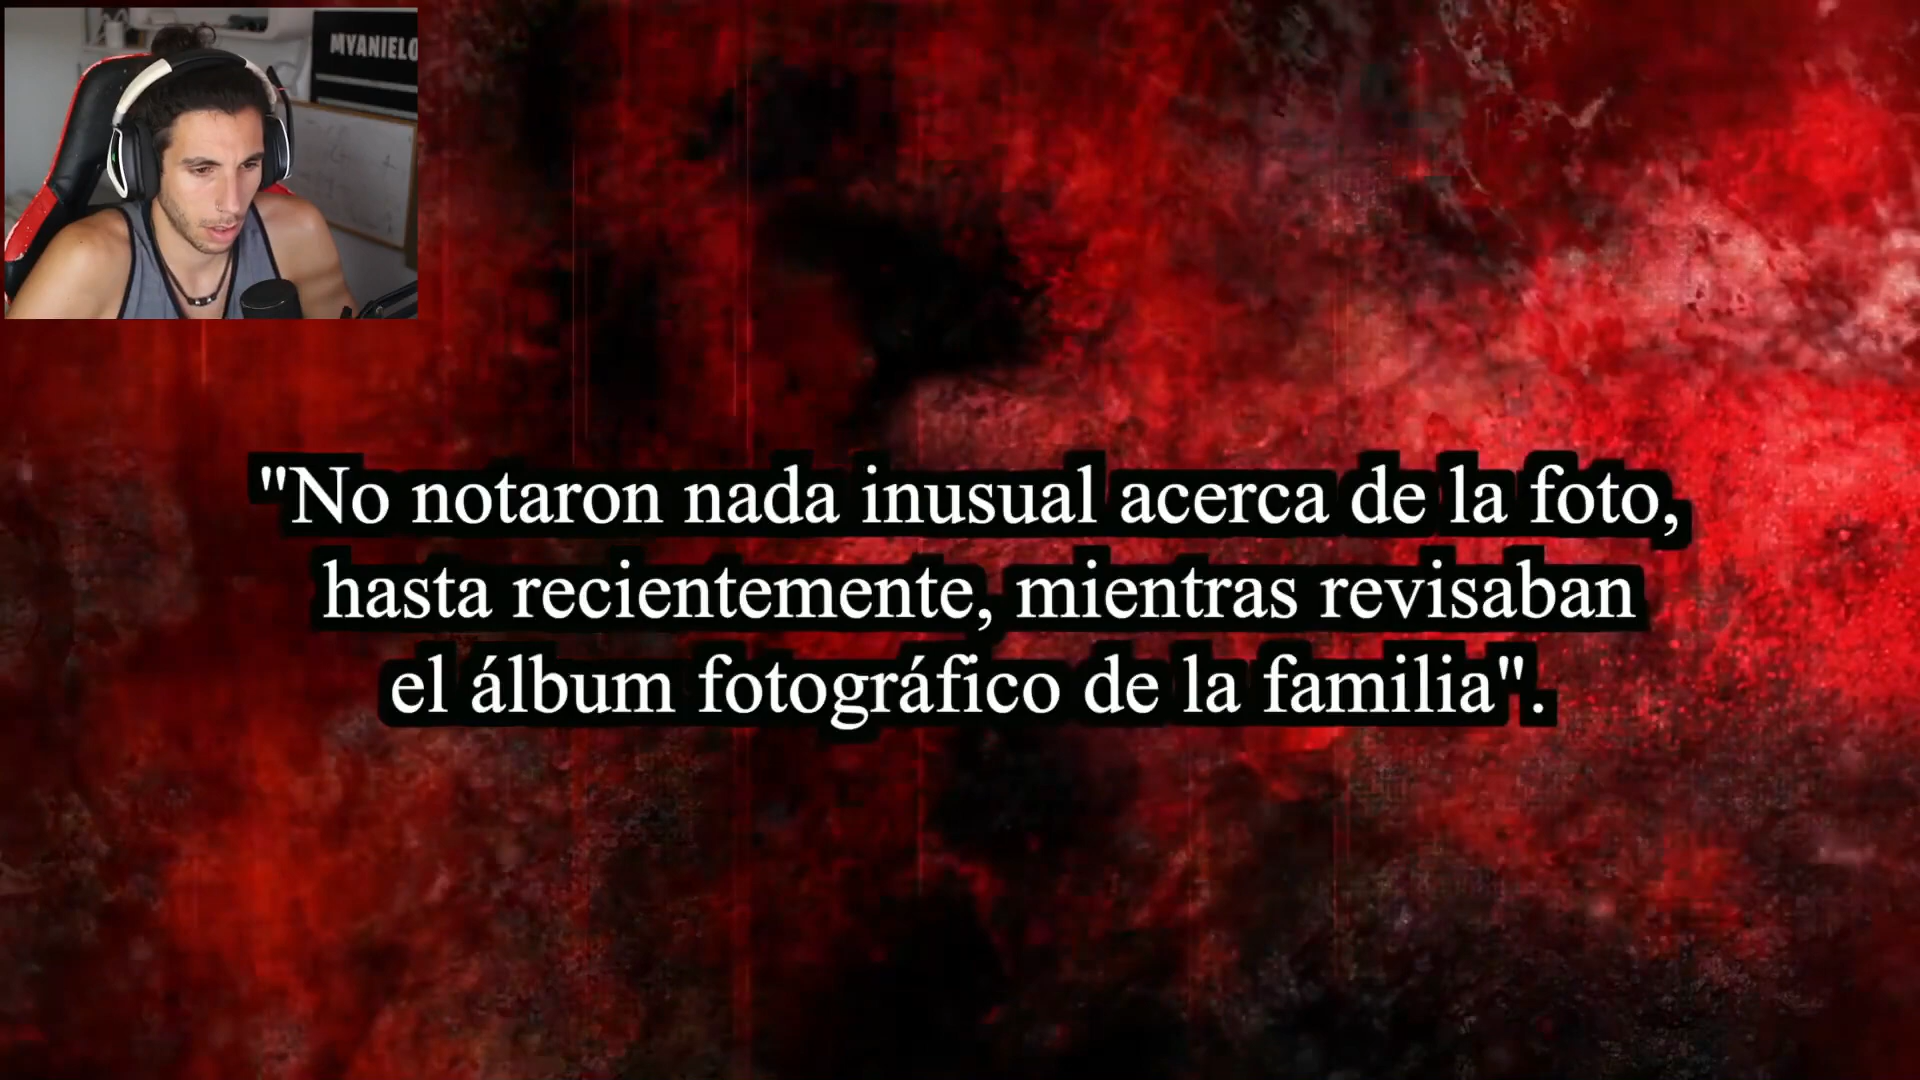 MYANIELO
"No notaron nada inusual acerca de la foto,
hasta recientemente, mientras revisaban
el álbum fotográfico de la familia".